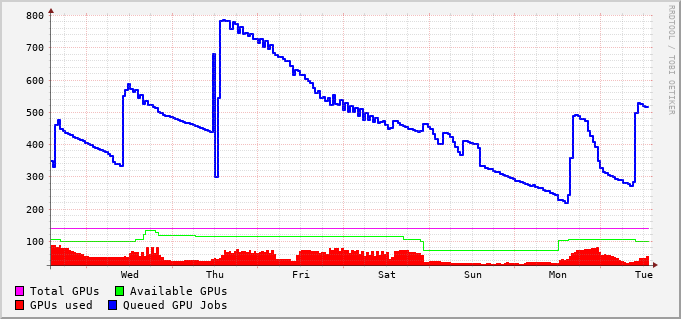 800
700
600
500
400
300
200
100
Wed Thu Fri Sat Sun Mon Tue
Total GPUs Available GPUs
GPUs used Queued GPU Jobs
RRDTOOL / TOBI OETIKER